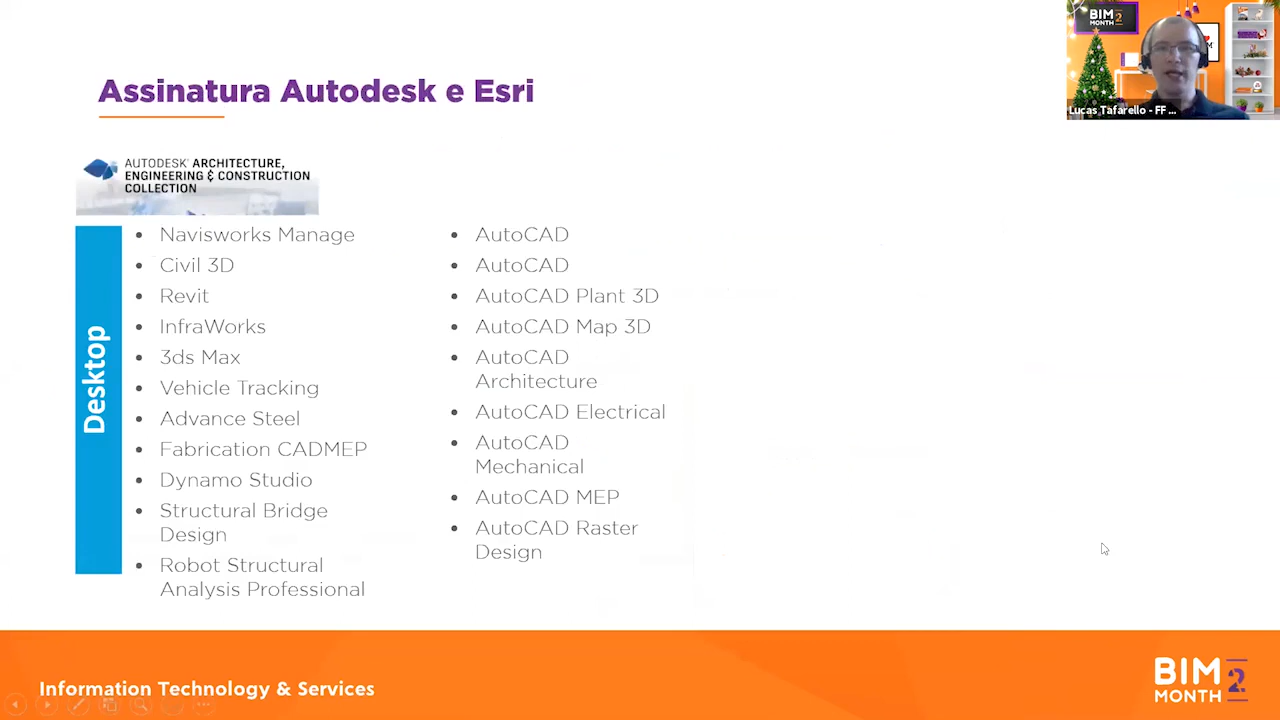 BIM 2
MONTH
M
Lucas Tafarello - FF ...
Assinatura Autodesk e Esri
AUTODESK® ARCHITECTURE,
ENGINEERING & CONSTRUCTION
COLLECTION
Desktop
• Navisworks Manage
• Civil 3D
• Revit
• InfraWorks
• 3ds Max
• Vehicle Tracking
• Advance Steel
• Fabrication CADMEP
• Dynamo Studio
• Structural Bridge
Design
• Robot Structural
Analysis Professional
• AutoCAD
• AutoCAD
• AutoCAD Plant 3D
• AutoCAD Map 3D
• AutoCAD
Architecture
• AutoCAD Electrical
• AutoCAD
Mechanical
• AutoCAD MEP
• AutoCAD Raster
Design
Information Technology & Services
BIM 2
MONTH